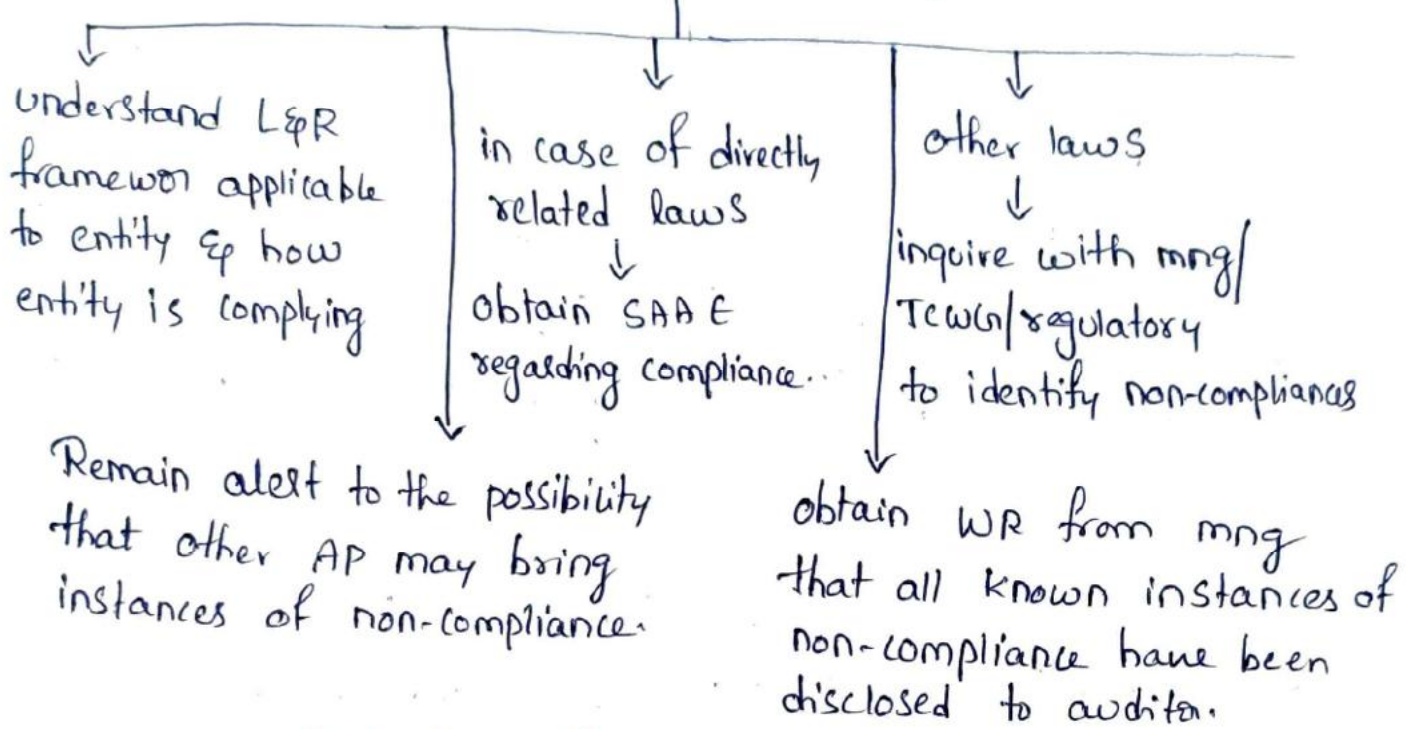 understand L&R
framewor applicable
to entity & how
entity is complying
in case of directly
related laws
obtain SAAE
regarding compliance..
other laws
inquire with mng/
TCWG/regulatory
to identify non-compliances
Remain alert to the possibility
that other AP may bring
instances of non-compliance.
obtain WR from mng
that all known instances of
non-compliance have been
disclosed to auditor.